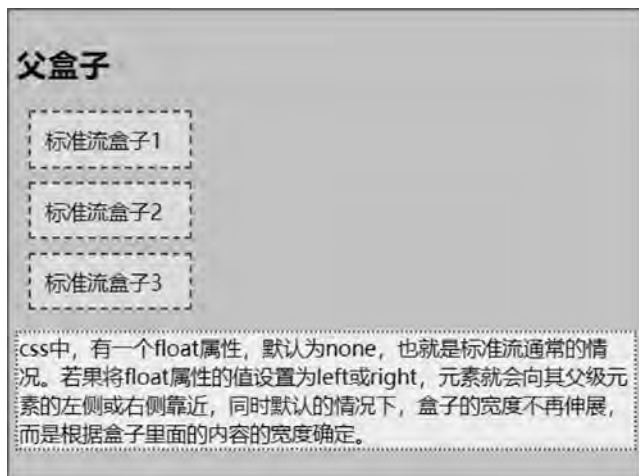 父盒子
标准流盒子1
标准流盒子2
标准流盒子3
css中，有一个float属性，默认为none，也就是标准流通常的情
况。若果将float属性的值设置为left或right，元素就会向其父级元
素的左侧或右侧靠近，同时默认的情况下，盒子的宽度不再伸展，
而是根据盒子里面的内容的宽度确定。